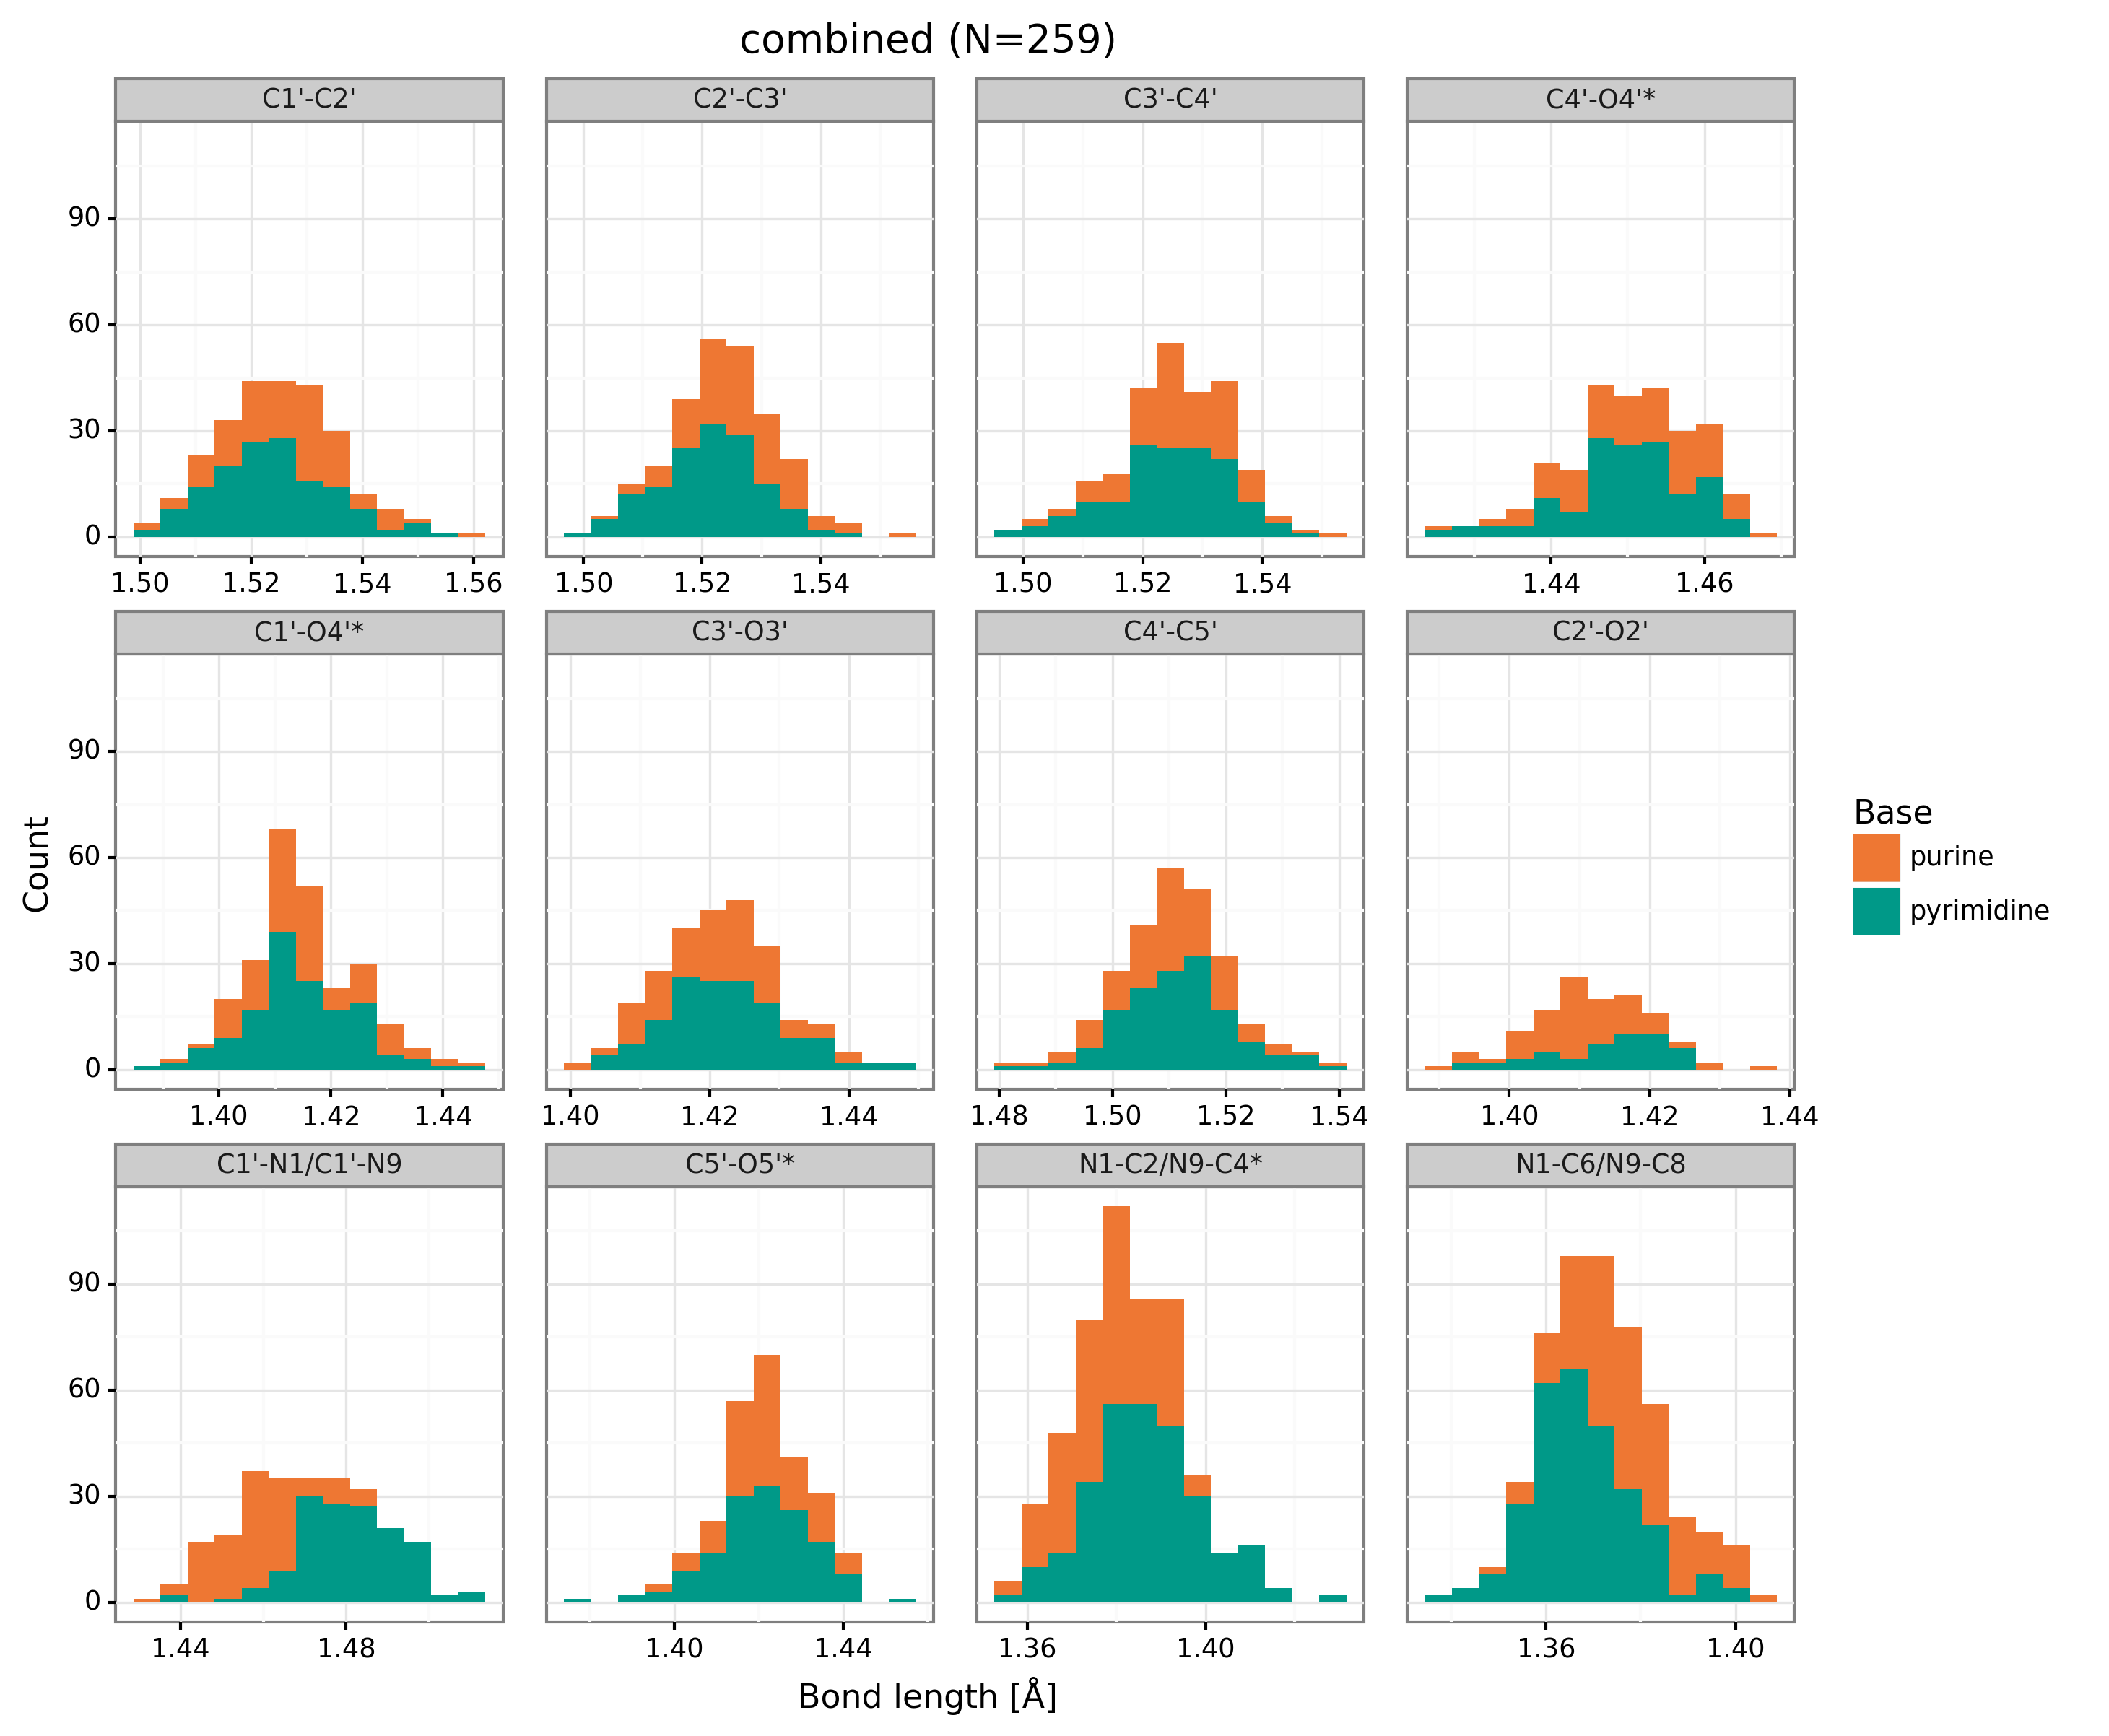 combined (N=259)
C1'-C2' C2'-C3' C3'-C4' C4'-O4'*
90
60
30
0
1.50 1.52 1.54 1.56 1.50 1.52 1.54 1.50 1.52 1.54 1.44 1.46
C1'-O4'* C3'-O3' C4'-C5' C2'-O2'
90
60
30
0
1.40 1.42 1.44 1.40 1.42 1.44 1.48 1.50 1.52 1.54 1.40 1.42 1.44
C1'-N1/C1'-N9 C5'-O5'* N1-C2/N9-C4* N1-C6/N9-C8
90
60
30
0
1.44 1.48 1.40 1.44 1.36 1.40 1.36 1.40
Count
Bond length [Å]
Base
purine
pyrimidine